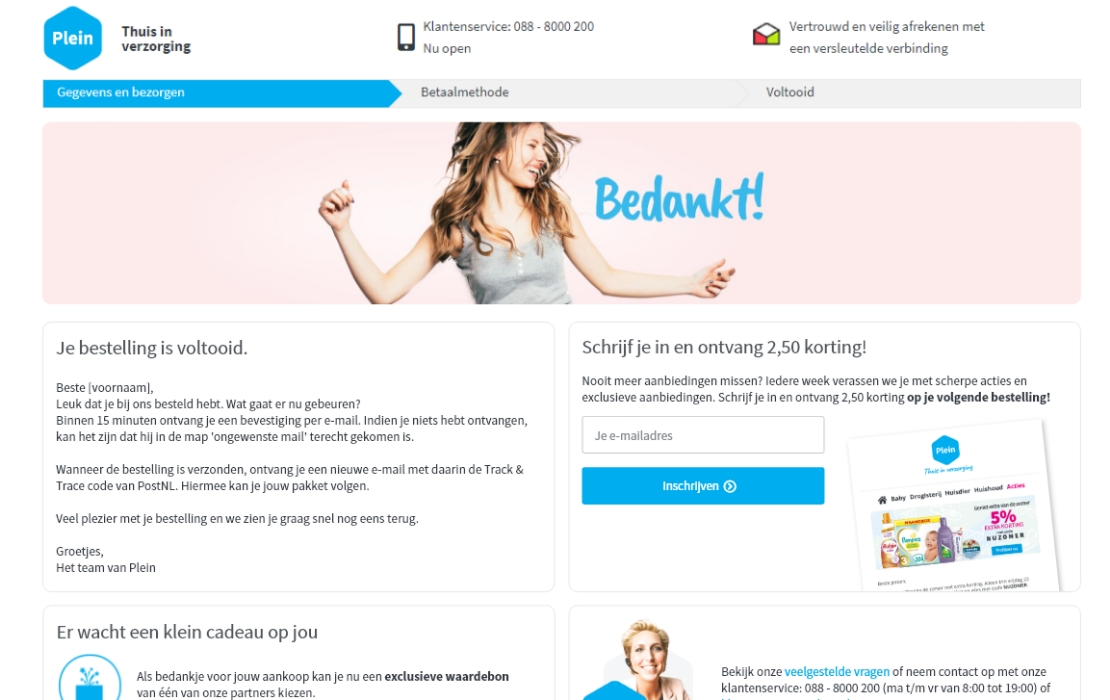 Plein
Thuis in
verzorging
Klantenservice: 088 - 8000 200
Nu open
Vertrouwd en veilig afrekenen met
een versleutelde verbinding
Gegevens en bezorgen
Betaalmethode
Voltooid
Bedankt!
Je bestelling is voltooid.
Beste [voornaam],
Leuk dat je bij ons besteld hebt. Wat gaat er nu gebeuren?
Binnen 15 minuten ontvang je een bevestiging per e-mail. Indien je niets hebt ontvangen,
kan het zijn dat hij in de map 'ongewenste mail' terecht gekomen is.
Wanneer de bestelling is verzonden, ontvang je een nieuwe e-mail met daarin de Track &
Trace code van PostNL. Hiermee kan je jouw pakket volgen.
Veel plezier met je bestelling en we zien je graag snel nog eens terug.
Groetjes,
Het team van Plein
Schrijf je in en ontvang 2,50 korting!
Nooit meer aanbiedingen missen? Iedere week verassen we je met scherpe acties en
exclusieve aanbiedingen. Schrijf je in en ontvang 2,50 korting op je volgende bestelling!
Je e-mailadres
Inschrijven
Plein
Thuis in verzorging
Baby Drogisterij Huisdier Huishoud Acties
5%
EXTRA KORTING
NUZOMER
Pampers
Er wacht een klein cadeau op jou
Als bedankje voor jouw aankoop kan je nu een exclusieve waardebon
van één van onze partners kiezen.
Bekijk onze veelgestelde vragen of neem contact op met onze
klantenservice: 088 - 8000 200 (ma t/m vr van 8:00 tot 19:00) of